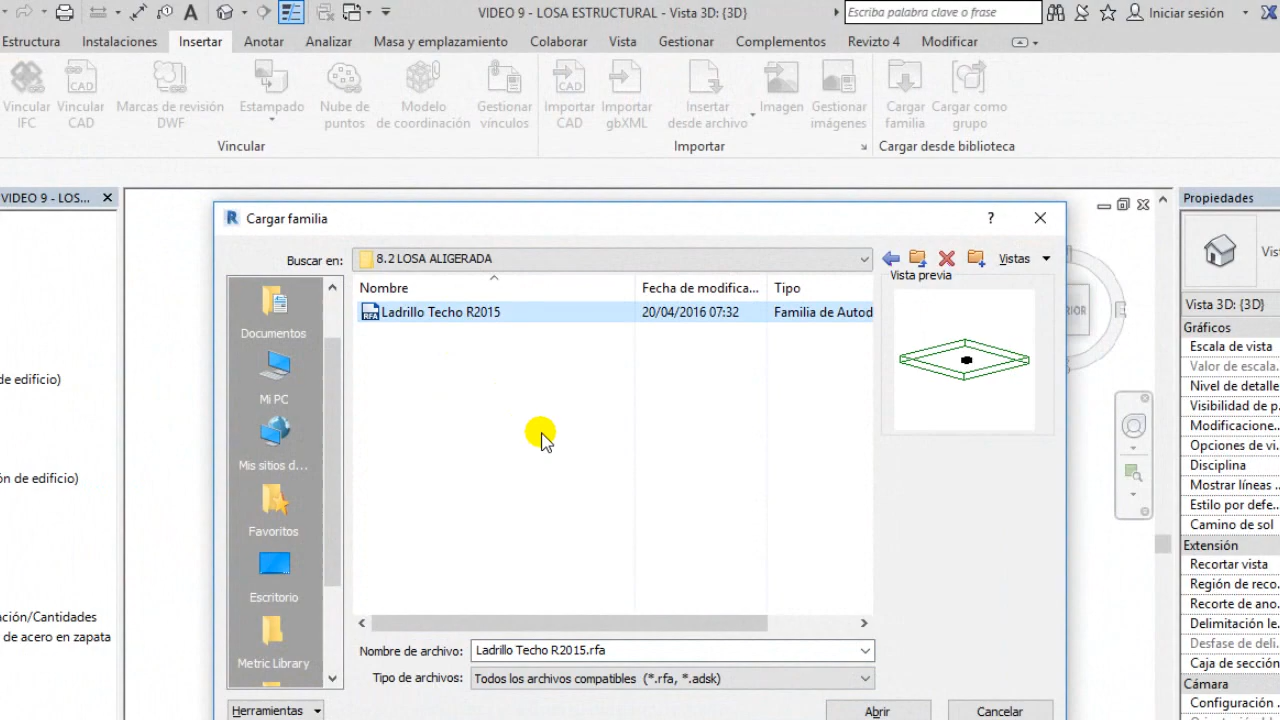 VIDEO 9 - LOSA ESTRUCTURAL - Vista 3D: {3D}
Escriba palabra clave o frase
Iniciar sesión
Estructura Instalaciones Insertar Anotar Analizar Masa y emplazamiento Colaborar Vista Gestionar Complementos Revizto 4 Modificar
Vincular IFC
Vincular CAD
Marcas de revisión DWF
Estampado
Nube de puntos
Modelo de coordinación
Gestionar vínculos
Importar CAD
Importar gbXML
Insertar desde archivo
Imagen
Gestionar imágenes
Cargar familia
Cargar como grupo
Vincular
Importar
Cargar desde biblioteca
VIDEO 9 - LOS...
Propiedades
Cargar familia
Buscar en: 8.2 LOSA ALIGERADA
Vistas
Vista previa
Nombre Fecha de modifica... Tipo
RFA Ladrillo Techo R2015 20/04/2016 07:32 Familia de Autod
Documentos
Mi PC
Mis sitios d...
Favoritos
Escritorio
Metric Library
Nombre de archivo: Ladrillo Techo R2015.rfa
Tipo de archivos: Todos los archivos compatibles (*.rfa, *.adsk)
Herramientas
Abrir
Cancelar
de edificio)
ón de edificio)
ación/Cantidades
de acero en zapata
RIOR
Vis
Vista 3D: {3D}
Gráficos
Escala de vista
Valor de escala...
Nivel de detalle
Visibilidad de p
Modificacione...
Opciones de vi...
Disciplina
Mostrar líneas
Estilo por defe...
Camino de sol
Extensión
Recortar vista
Región de reco...
Recorte de ano...
Delimitación le...
Desfase de deli...
Caja de sección
Cámara
Configuración